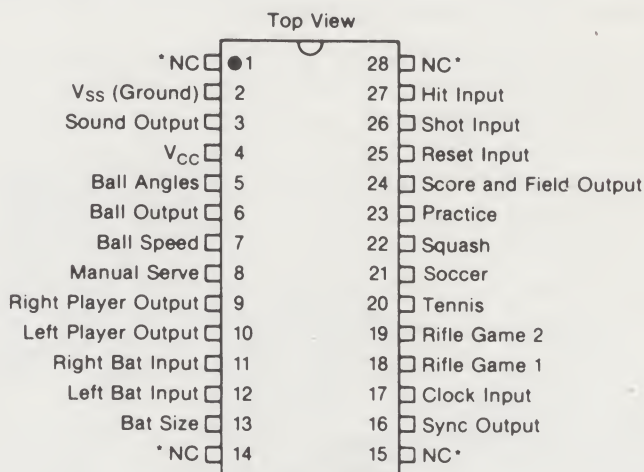 Top View
*NC 1 28 NC*
VSS (Ground) 2 27 Hit Input
Sound Output 3 26 Shot Input
VCC 4 25 Reset Input
Ball Angles 5 24 Score and Field Output
Ball Output 6 23 Practice
Ball Speed 7 22 Squash
Manual Serve 8 21 Soccer
Right Player Output 9 20 Tennis
Left Player Output 10 19 Rifle Game 2
Right Bat Input 11 18 Rifle Game 1
Left Bat Input 12 17 Clock Input
Bat Size 13 16 Sync Output
*NC 14 15 NC*